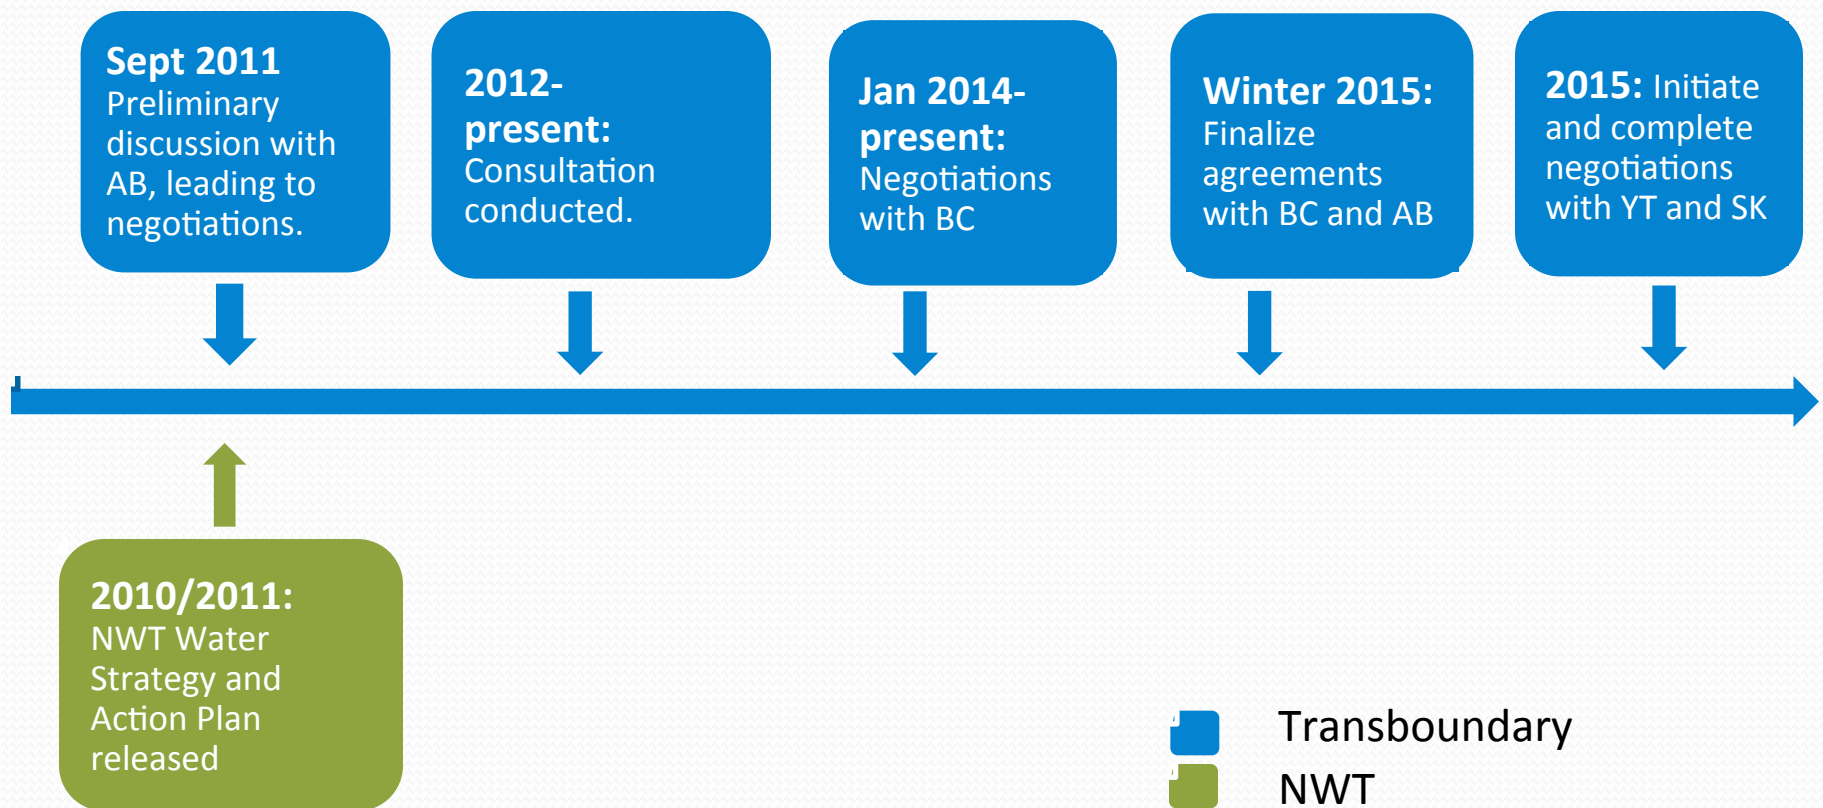 Sept 2011
Preliminary
discussion with
AB, leading to
negotiations.
2012-
present:
Consultation
conducted.
Jan 2014-
present:
Negotiations
with BC
Winter 2015:
Finalize
agreements
with BC and AB
2015: Initiate
and complete
negotiations
with YT and SK
2010/2011:
NWT Water
Strategy and
Action Plan
released
Transboundary
NWT